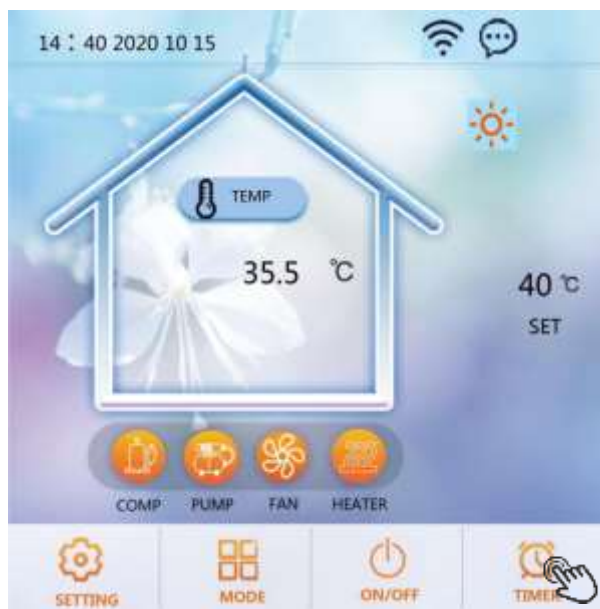 14：40 2020 10 15
TEMP
35.5 ℃
40 ℃
SET
COMP PUMP FAN HEATER
SETTING MODE ON/OFF TIMER